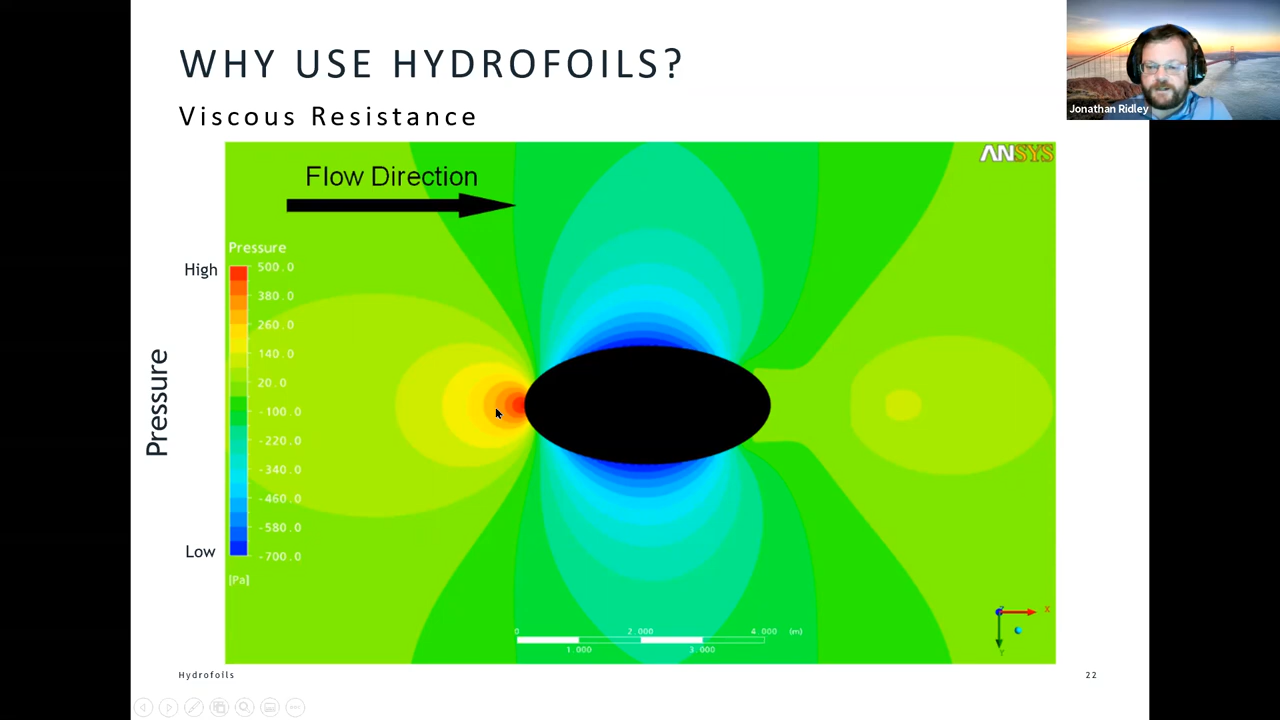 WHY USE HYDROFOILS?
Jonathan Ridley
Viscous Resistance
ANSYS
Flow Direction
Pressure
High
500.0
380.0
260.0
140.0
20.0
-100.0
-220.0
-340.0
-460.0
-580.0
-700.0
Low
[Pa]
Pressure
0
2.000
4.000
(m)
1.000
3.000
Z
X
Y
Hydrofoils
22